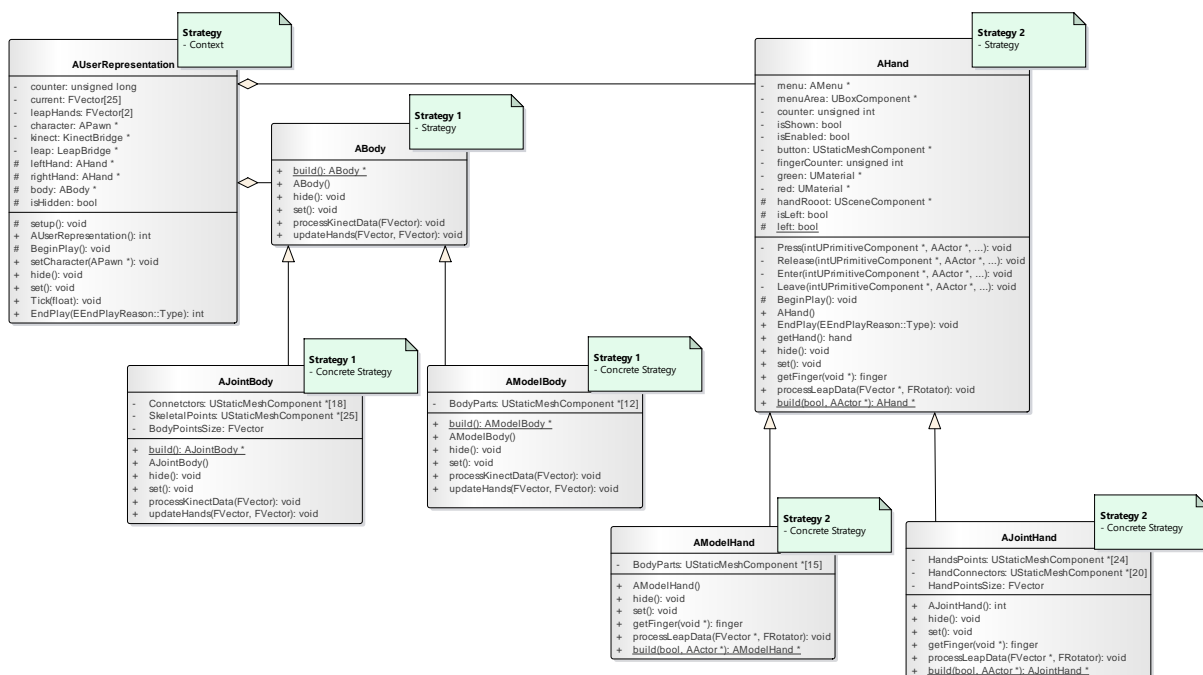 Strategy
- Context
AUserRepresentation
- counter: unsigned long
- current: FVector[25]
- leapHands: FVector[2]
- character: APawn *
- kinect: KinectBridge *
- leap: LeapBridge *
# leftHand: AHand *
# rightHand: AHand *
# body: ABody *
# isHidden: bool
# setup(): void
+ AUserRepresentation(): int
# BeginPlay(): void
+ setCharacter(APawn *): void
+ hide(): void
+ set(): void
+ Tick(float): void
+ EndPlay(EEndPlayReason::Type): int
Strategy 1
- Strategy
ABody
+ build(): ABody *
+ ABody()
+ hide(): void
+ set(): void
+ processKinectData(FVector): void
+ updateHands(FVector, FVector): void
Strategy 2
- Strategy
AHand
- menu: AMenu *
- menuArea: UBoxComponent *
- counter: unsigned int
- isShown: bool
- isEnabled: bool
- button: UStaticMeshComponent *
- fingerCounter: unsigned int
- green: UMaterial *
- red: UMaterial *
# handRooot: USceneComponent *
# isLeft: bool
# left: bool
- Press(intUPrimitiveComponent *, AActor *, ...): void
- Release(intUPrimitiveComponent *, AActor *, ...): void
- Enter(intUPrimitiveComponent *, AActor *, ...): void
- Leave(intUPrimitiveComponent *, AActor *, ...): void
# BeginPlay(): void
+ AHand()
+ EndPlay(EEndPlayReason::Type): void
+ getHand(): hand
+ hide(): void
+ set(): void
+ getFinger(void *): finger
+ processLeapData(FVector *, FRotator): void
+ build(bool, AActor *): AHand *
Strategy 1
- Concrete Strategy
AJointBody
- Connetctors: UStaticMeshComponent *[18]
- SkeletalPoints: UStaticMeshComponent *[25]
- BodyPointsSize: FVector
+ build(): AJointBody *
+ AJointBody()
+ hide(): void
+ set(): void
+ processKinectData(FVector): void
+ updateHands(FVector, FVector): void
Strategy 1
- Concrete Strategy
AModelBody
- BodyParts: UStaticMeshComponent *[12]
+ build(): AModelBody *
+ AModelBody()
+ hide(): void
+ set(): void
+ processKinectData(FVector): void
+ updateHands(FVector, FVector): void
Strategy 2
- Concrete Strategy
AModelHand
- BodyParts: UStaticMeshComponent *[15]
+ AModelHand()
+ hide(): void
+ set(): void
+ getFinger(void *): finger
+ processLeapData(FVector *, FRotator): void
+ build(bool, AActor *): AModelHand *
Strategy 2
- Concrete Strategy
AJointHand
- HandsPoints: UStaticMeshComponent *[24]
- HandConnectors: UStaticMeshComponent *[20]
- HandPointsSize: FVector
+ AJointHand(): int
+ hide(): void
+ set(): void
+ getFinger(void *): finger
+ processLeapData(FVector *, FRotator): void
+ build(bool, AActor *): AJointHand *